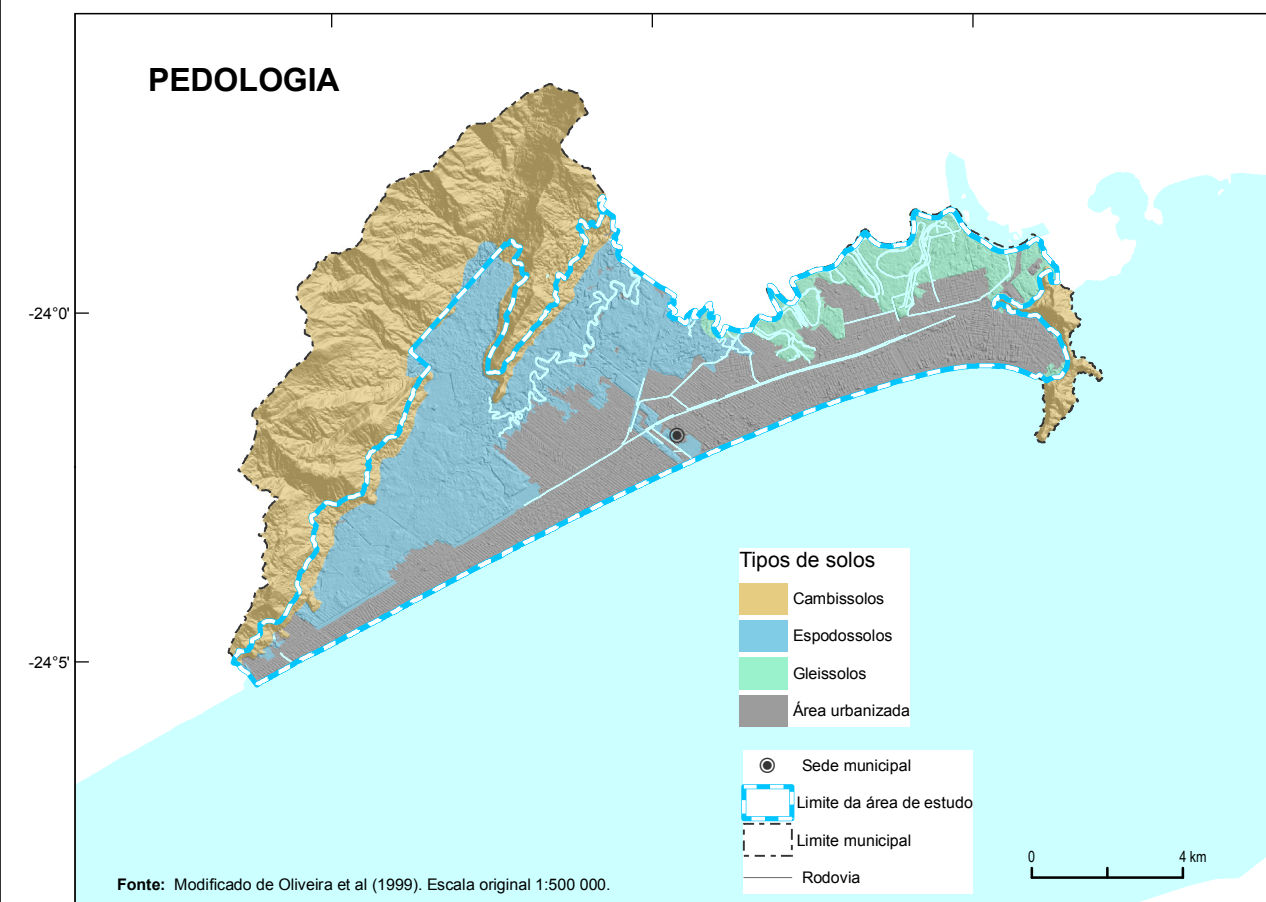 PEDOLOGIA
-24°0'
-24°5'
Tipos de solos
Cambissolos
Espodossolos
Gleissolos
Área urbanizada
Sede municipal
Limite da área de estudo
Limite municipal
Rodovia
0 4 km
Fonte: Modificado de Oliveira et al (1999). Escala original 1:500 000.